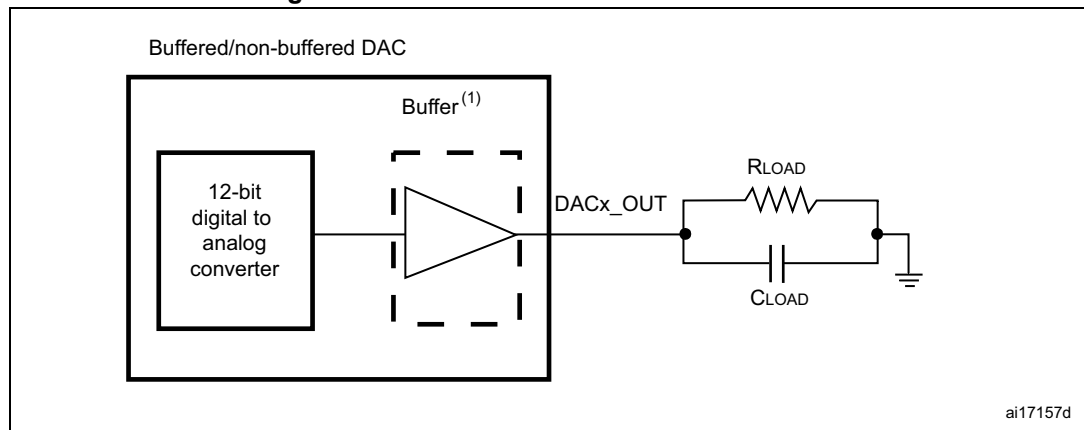 Buffered/non-buffered DAC
Buffer(1)
12-bit
digital to
analog
converter
DACx_OUT
RLOAD
CLOAD
ai17157d